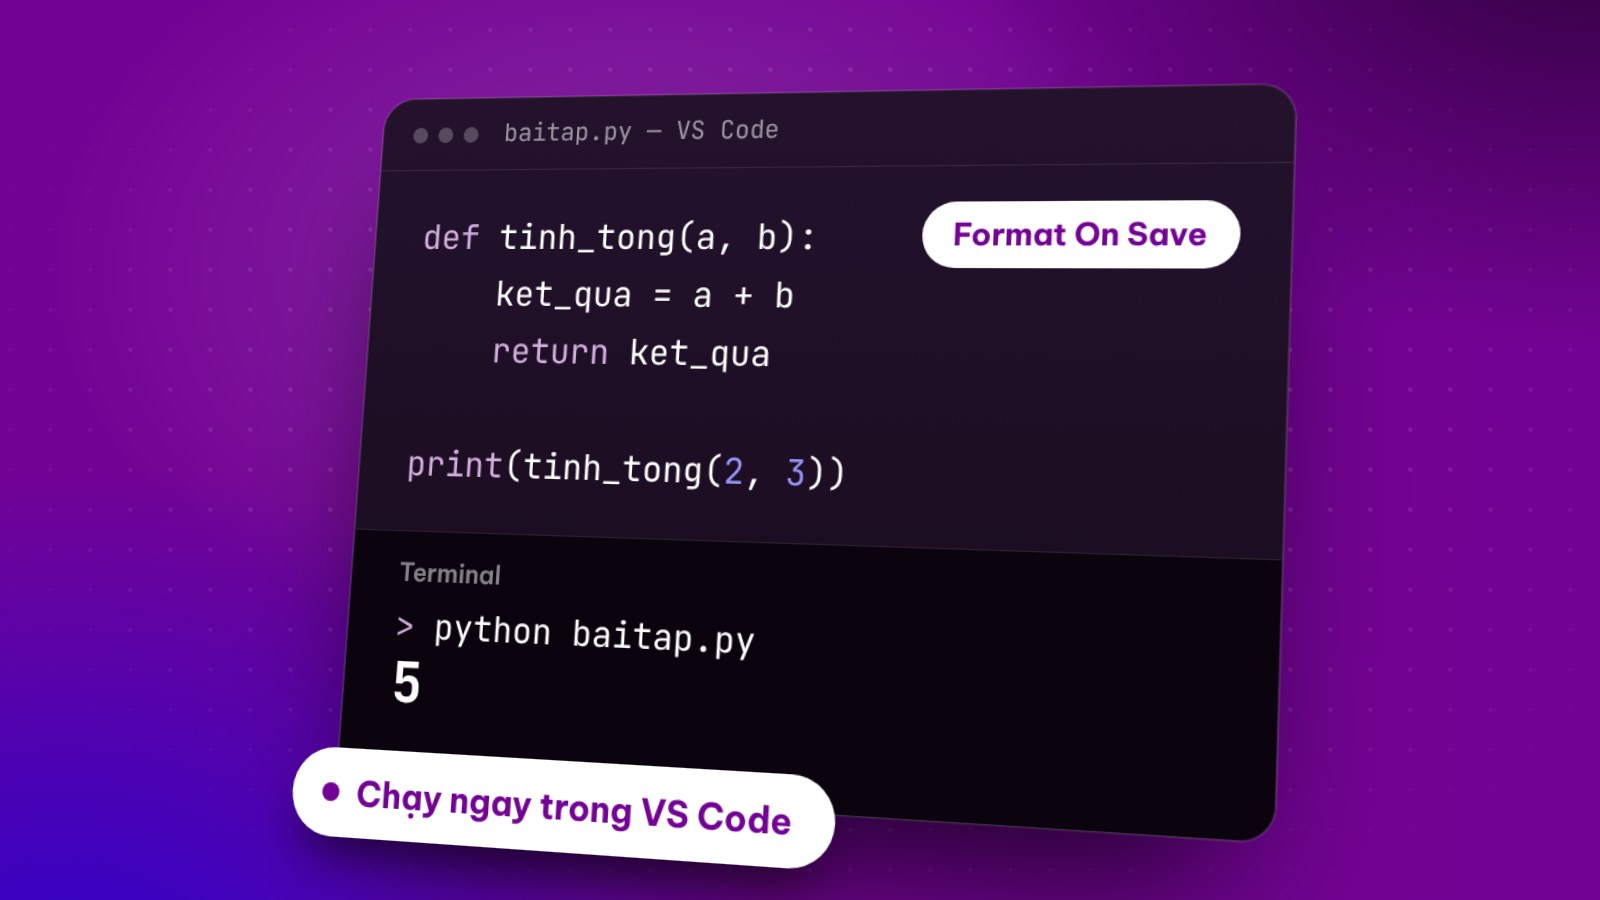 baitap.py — VS Code
def tinh_tong(a, b):
Format On Save
    ket_qua = a + b
    return ket_qua
print(tinh_tong(2, 3))
Terminal
> python baitap.py
5
Chạy ngay trong VS Code